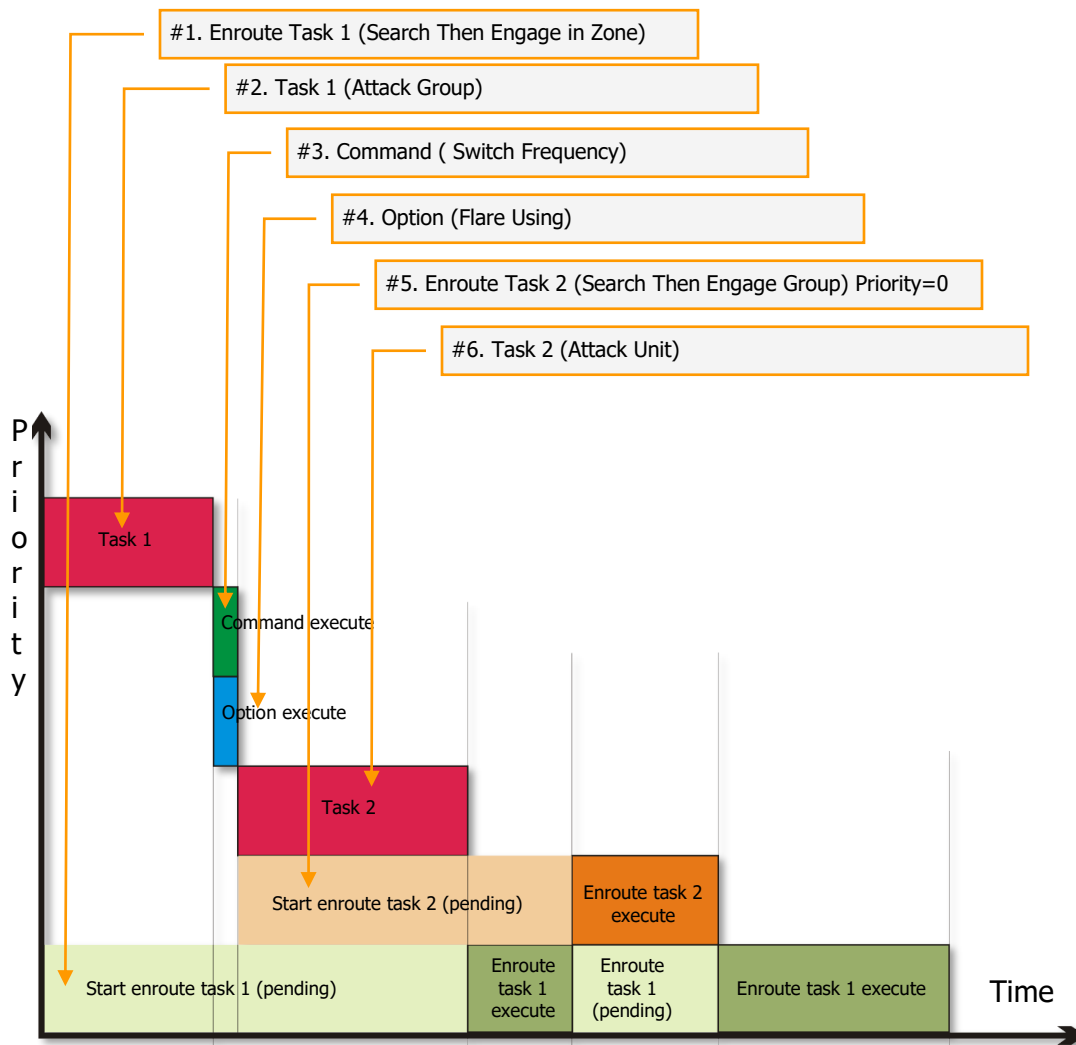 #1. Enroute Task 1 (Search Then Engage in Zone)
#2. Task 1 (Attack Group)
#3. Command ( Switch Frequency)
#4. Option (Flare Using)
#5. Enroute Task 2 (Search Then Engage Group) Priority=0
#6. Task 2 (Attack Unit)
P
r
i
o
r
i
t
y
Task 1
Command execute
Option execute
Task 2
Start enroute task 2 (pending)
Enroute task 2
execute
Start enroute task 1 (pending)
Enroute
task 1
execute
Enroute
task 1
(pending)
Enroute task 1 execute
Time